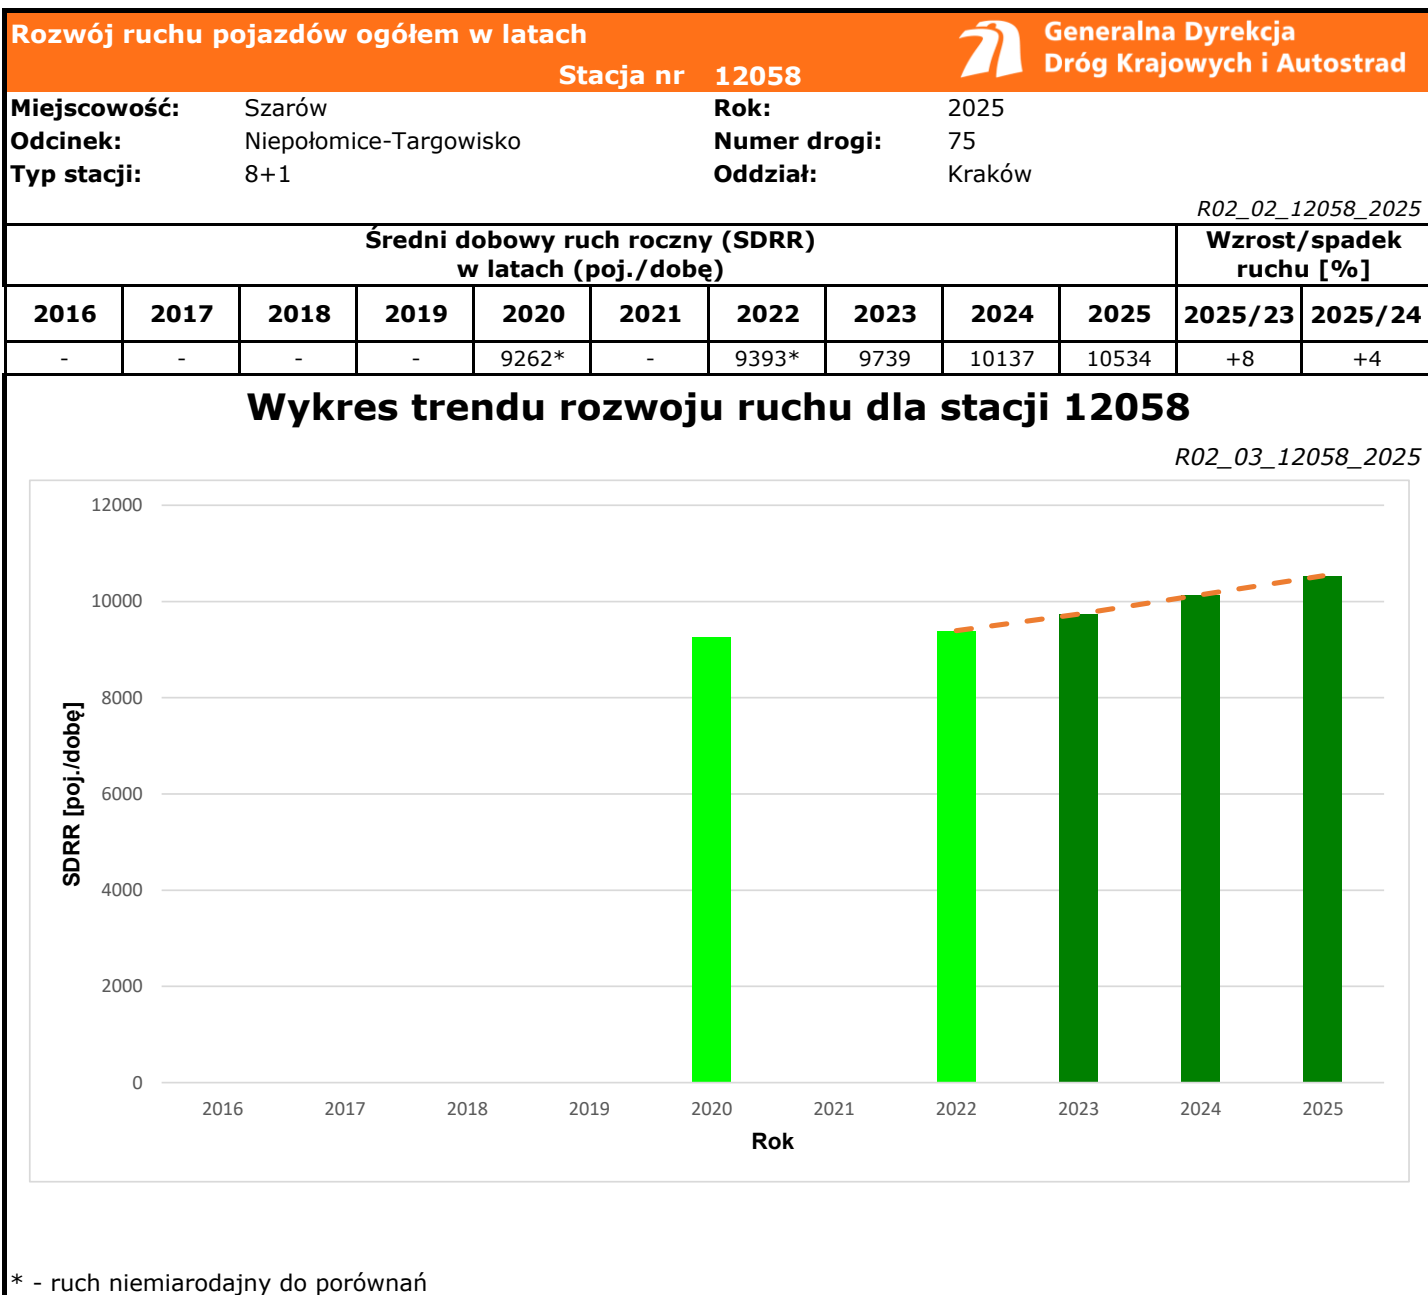 Rozwój ruchu pojazdów ogółem w latach
Stacja nr 12058
Generalna Dyrekcja
Dróg Krajowych i Autostrad
Miejscowość: Szarów Rok: 2025
Odcinek: Niepołomice-Targowisko Numer drogi: 75
Typ stacji: 8+1 Oddział: Kraków
R02_02_12058_2025
Średni dobowy ruch roczny (SDRR)
w latach (poj./dobę)
Wzrost/spadek
ruchu [%]
2016 2017 2018 2019 2020 2021 2022 2023 2024 2025 2025/23 2025/24
- - - - 9262* - 9393* 9739 10137 10534 +8 +4
Wykres trendu rozwoju ruchu dla stacji 12058
R02_03_12058_2025
12000
10000
8000
6000
4000
2000
0
SDRR [poj./dobę]
2016 2017 2018 2019 2020 2021 2022 2023 2024 2025
Rok
* - ruch niemiarodajny do porównań